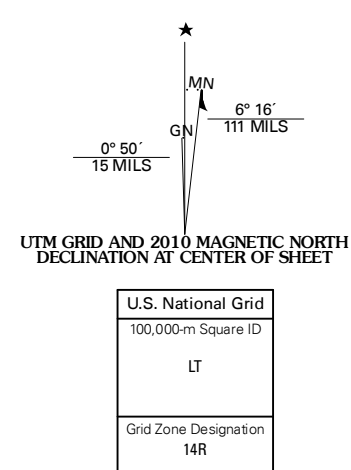 ★
MN
6° 16´
111 MILS
GN
0° 50´
15 MILS
UTM GRID AND 2010 MAGNETIC NORTH
DECLINATION AT CENTER OF SHEET
U.S. National Grid
100,000-m Square ID
LT
Grid Zone Designation
14R